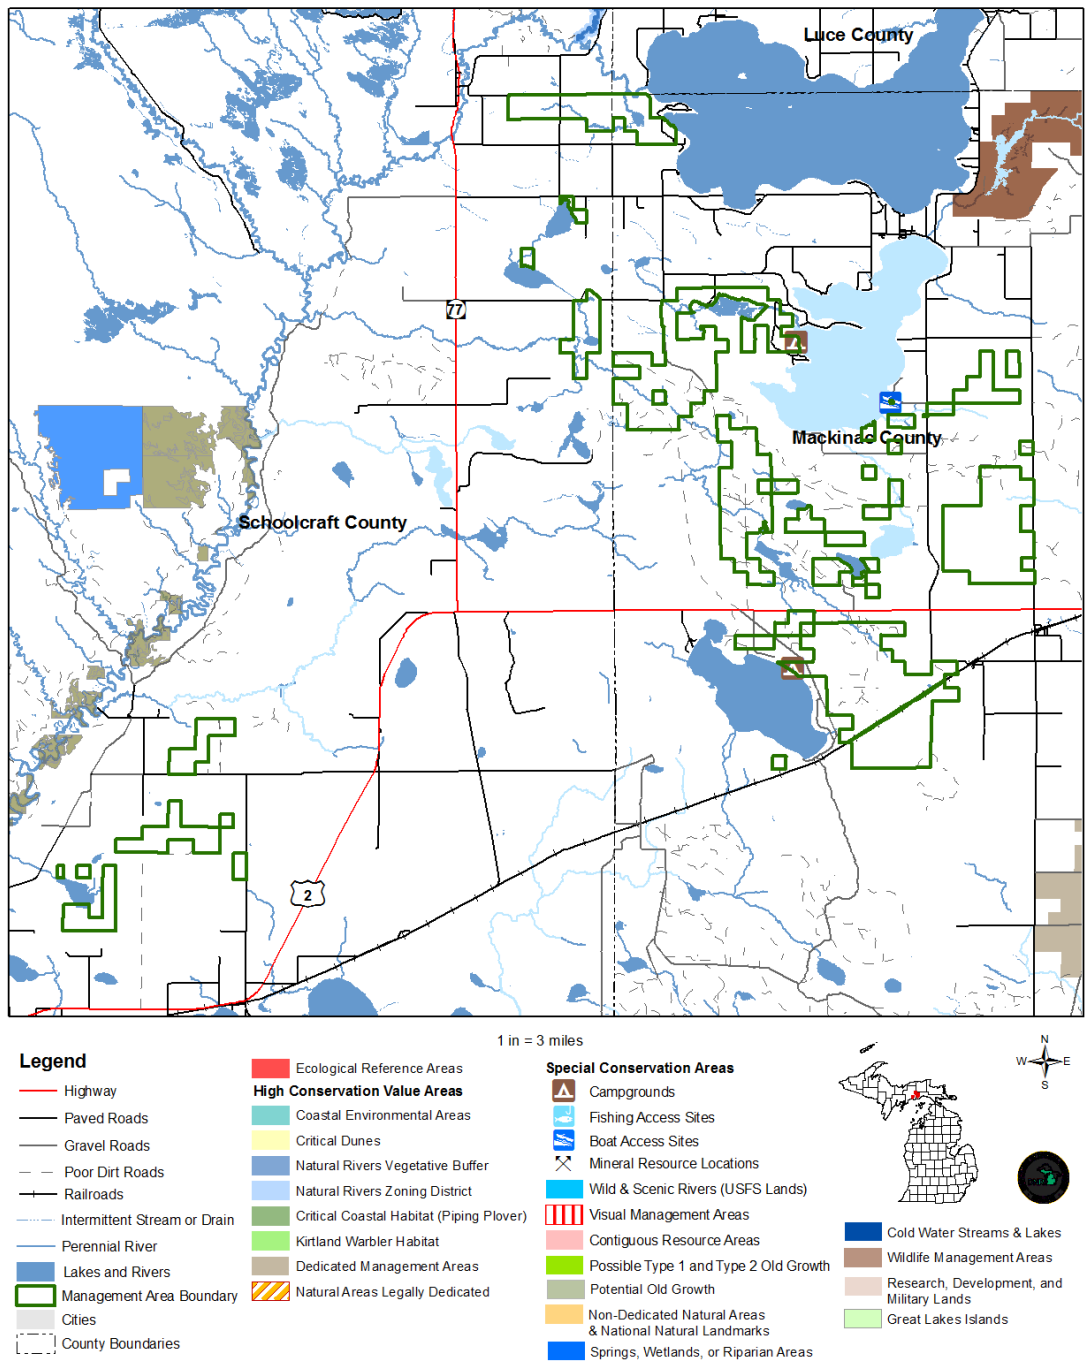 Luce County
77
Mackinac County
Schoolcraft County
2
1 in = 3 miles
Legend
Highway
Paved Roads
Gravel Roads
Poor Dirt Roads
Railroads
Intermittent Stream or Drain
Perennial River
Lakes and Rivers
Management Area Boundary
Cities
County Boundaries
Ecological Reference Areas
High Conservation Value Areas
Coastal Environmental Areas
Critical Dunes
Natural Rivers Vegetative Buffer
Natural Rivers Zoning District
Critical Coastal Habitat (Piping Plover)
Kirtland Warbler Habitat
Dedicated Management Areas
Natural Areas Legally Dedicated
Special Conservation Areas
Campgrounds
Fishing Access Sites
Boat Access Sites
Mineral Resource Locations
Wild & Scenic Rivers (USFS Lands)
Visual Management Areas
Contiguous Resource Areas
Possible Type 1 and Type 2 Old Growth
Potential Old Growth
Non-Dedicated Natural Areas
& National Natural Landmarks
Springs, Wetlands, or Riparian Areas
N
W E
S
Cold Water Streams & Lakes
Wildlife Management Areas
Research, Development, and
Military Lands
Great Lakes Islands